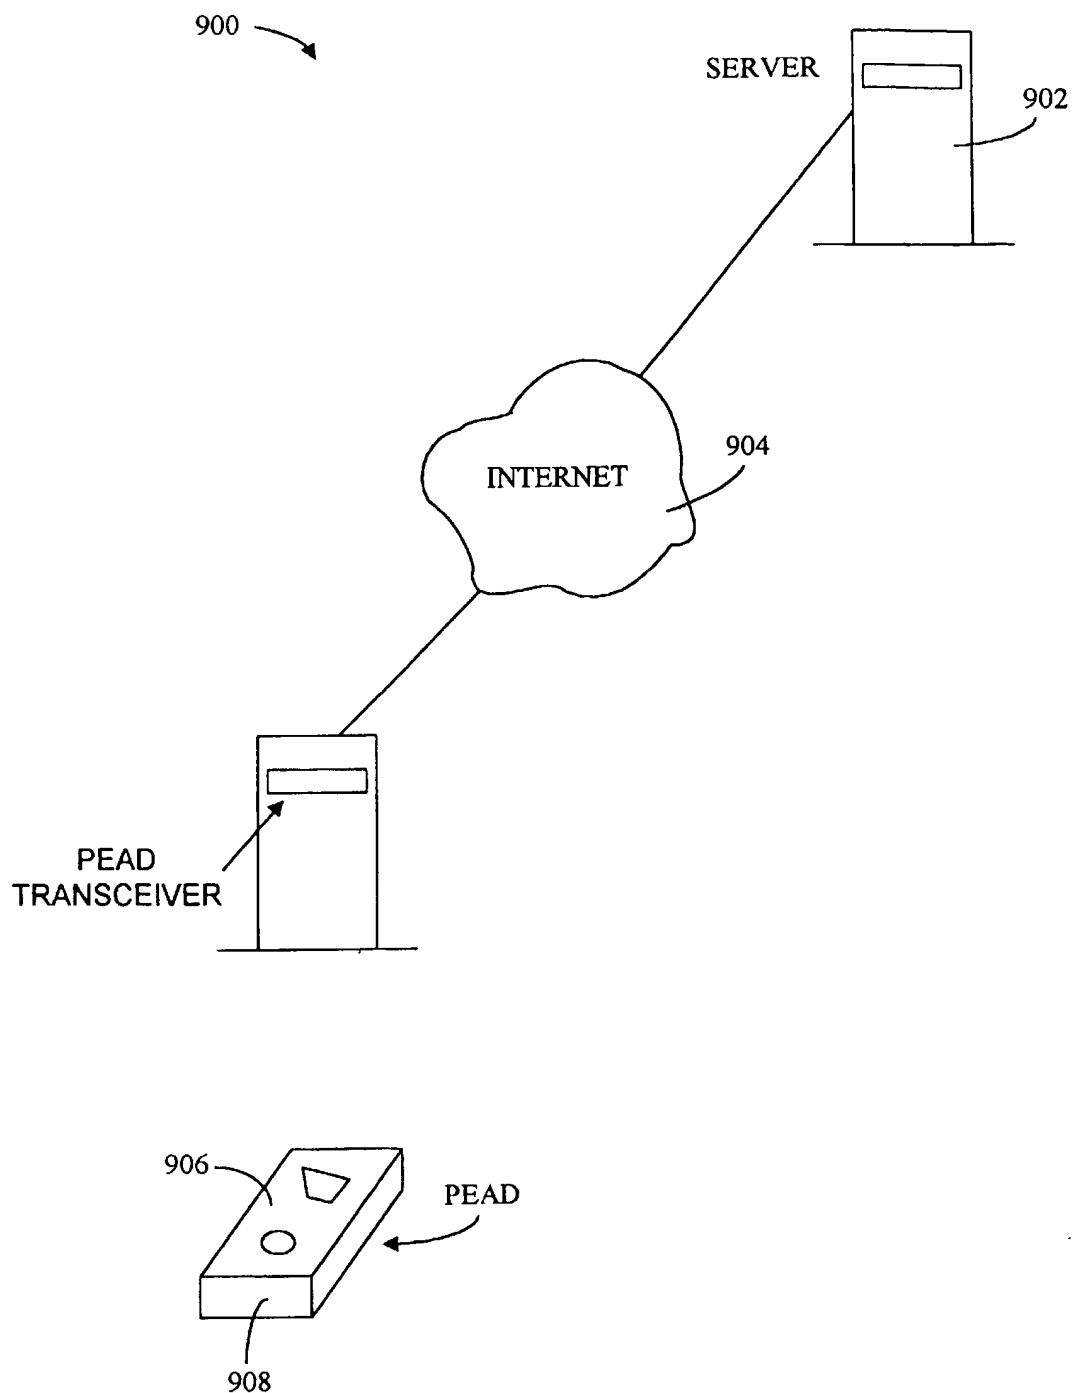 900
SERVER
902
904
INTERNET
PEAD
TRANSCEIVER
906
PEAD
908